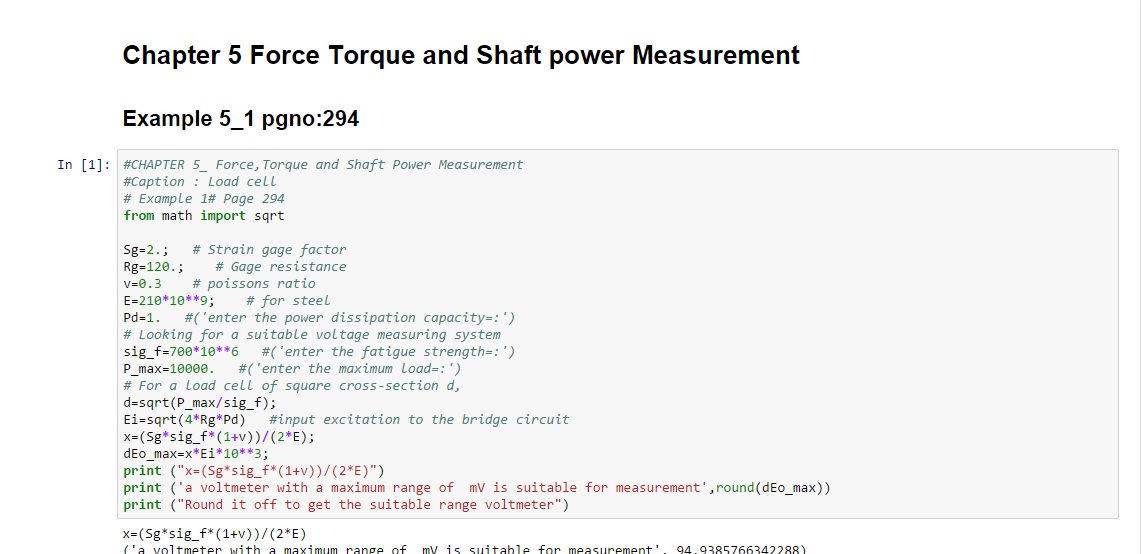 Chapter 5 Force Torque and Shaft power Measurement
Example 5_1 pgno:294
In [1]: #CHAPTER 5_ Force,Torque and Shaft Power Measurement
#Caption : Load cell
# Example 1# Page 294
from math import sqrt
Sg=2.;   # Strain gage factor
Rg=120.;    # Gage resistance
v=0.3    # poissons ratio
E=210*10**9;    # for steel
Pd=1.   #('enter the power dissipation capacity=:')
# Looking for a suitable voltage measuring system
sig_f=700*10**6   #('enter the fatigue strength=:')
P_max=10000.   #('enter the maximum load=:')
# For a load cell of square cross-section d,
d=sqrt(P_max/sig_f);
Ei=sqrt(4*Rg*Pd)   #input excitation to the bridge circuit
x=(Sg*sig_f*(1+v))/(2*E);
dEo_max=x*Ei*10**3;
print ("x=(Sg*sig_f*(1+v))/(2*E)")
print ('a voltmeter with a maximum range of  mV is suitable for measurement',round(dEo_max))
print ("Round it off to get the suitable range voltmeter")
x=(Sg*sig_f*(1+v))/(2*E)
('a voltmeter with a maximum range of  mV is suitable for measurement', 94.9385766342288)